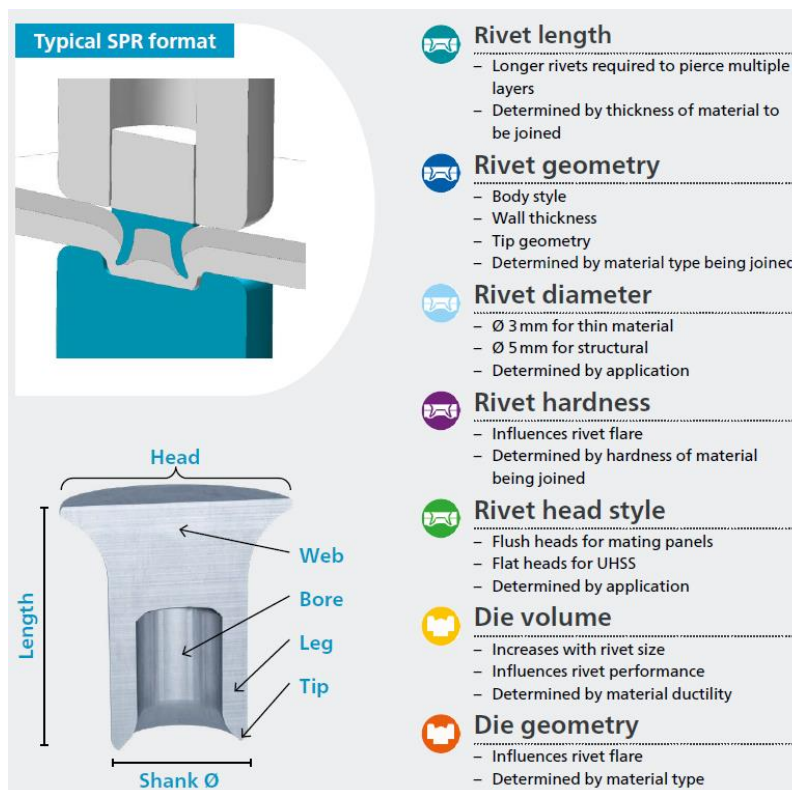 Typical SPR format
Head
Web
Bore
Leg
Tip
Length
Shank Ø
Rivet length
– Longer rivets required to pierce multiple
layers
– Determined by thickness of material to
be joined
Rivet geometry
– Body style
– Wall thickness
– Tip geometry
– Determined by material type being joined
Rivet diameter
– Ø 3 mm for thin material
– Ø 5 mm for structural
– Determined by application
Rivet hardness
– Influences rivet flare
– Determined by hardness of material
being joined
Rivet head style
– Flush heads for mating panels
– Flat heads for UHSS
– Determined by application
Die volume
– Increases with rivet size
– Influences rivet performance
– Determined by material ductility
Die geometry
– Influences rivet flare
– Determined by material type